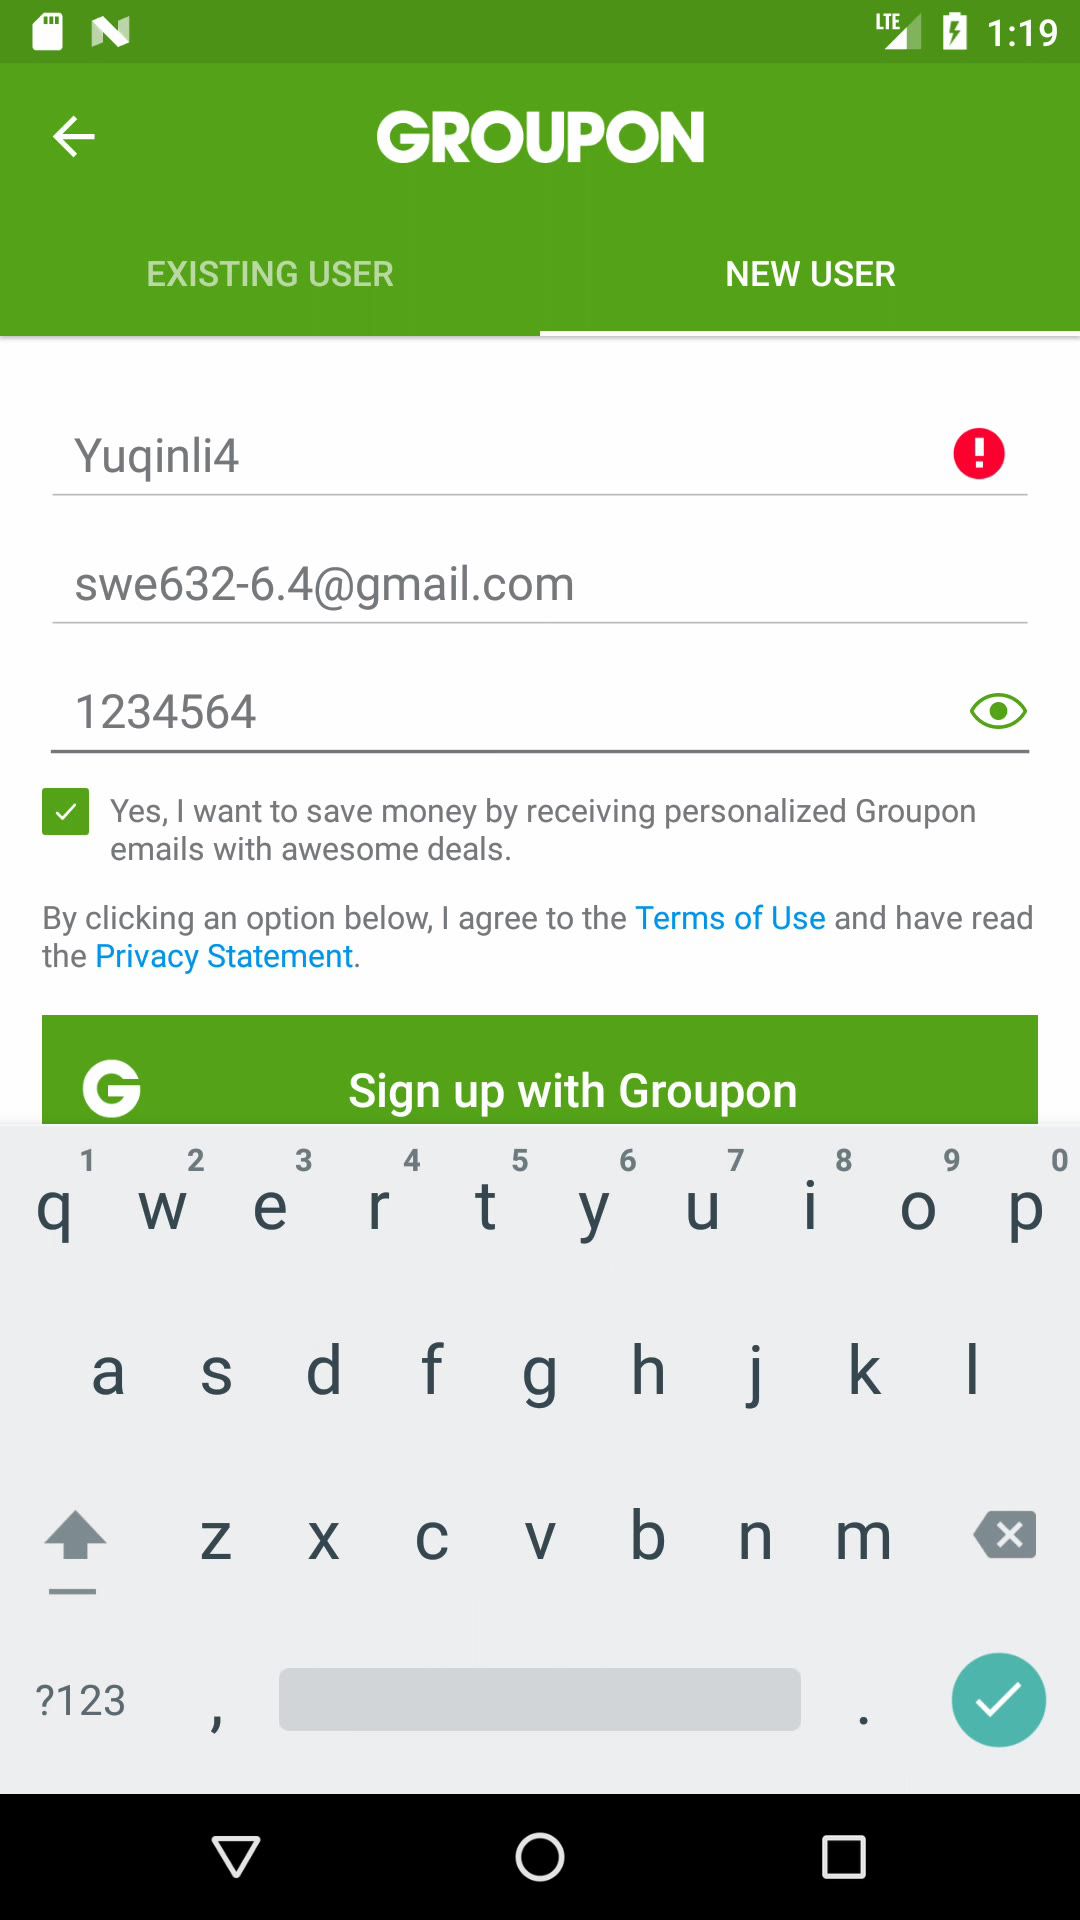 LTE 1:19
GROUPON
EXISTING USER NEW USER
Yuqinli4
swe632-6.4@gmail.com
1234564
Yes, I want to save money by receiving personalized Groupon
emails with awesome deals.
By clicking an option below, I agree to the Terms of Use and have read
the Privacy Statement.
G Sign up with Groupon
1 2 3 4 5 6 7 8 9 0
q w e r t y u i o p
a s d f g h j k l
z x c v b n m
?123 , .